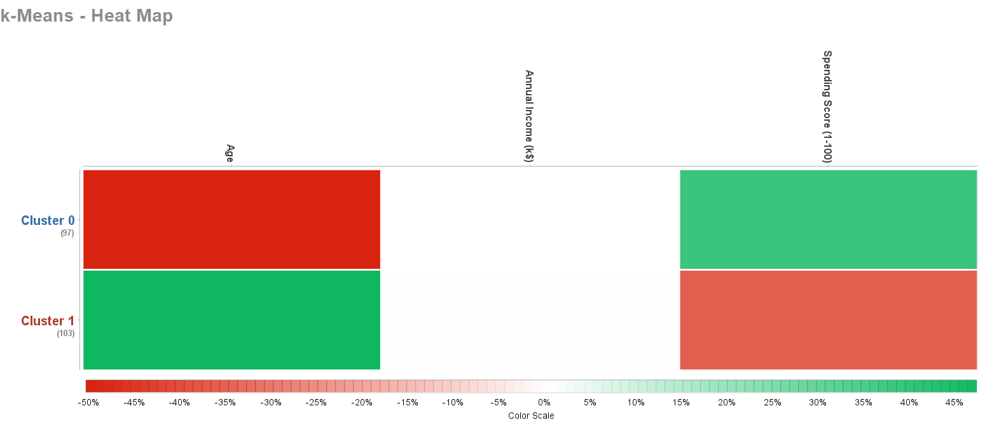 k-Means - Heat Map
Age
Annual Income (k$)
Spending Score (1-100)
Cluster 0
(97)
Cluster 1
(103)
-50% -45% -40% -35% -30% -25% -20% -15% -10% -5% 0% 5% 10% 15% 20% 25% 30% 35% 40% 45%
Color Scale